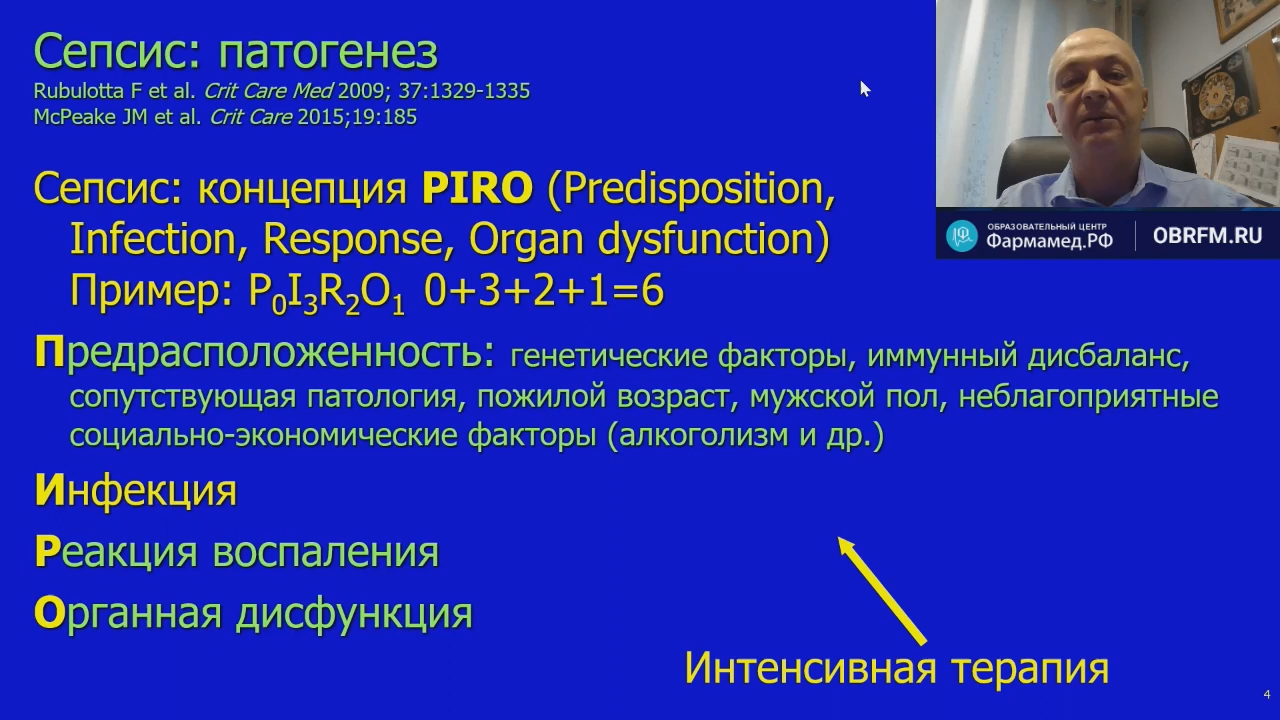 Сепсис: патогенез
Rubulotta F et al. Crit Care Med 2009; 37:1329-1335
McPeake JM et al. Crit Care 2015;19:185
Сепсис: концепция PIRO (Predisposition,
Infection, Response, Organ dysfunction)
Пример: P0I3R2O1 0+3+2+1=6
Предрасположенность: генетические факторы, иммунный дисбаланс,
сопутствующая патология, пожилой возраст, мужской пол, неблагоприятные
социально-экономические факторы (алкоголизм и др.)
Инфекция
Реакция воспаления
Органная дисфункция
Интенсивная терапия
4
ОБРАЗОВАТЕЛЬНЫЙ ЦЕНТР
Фармамед.РФ
OBRFM.RU